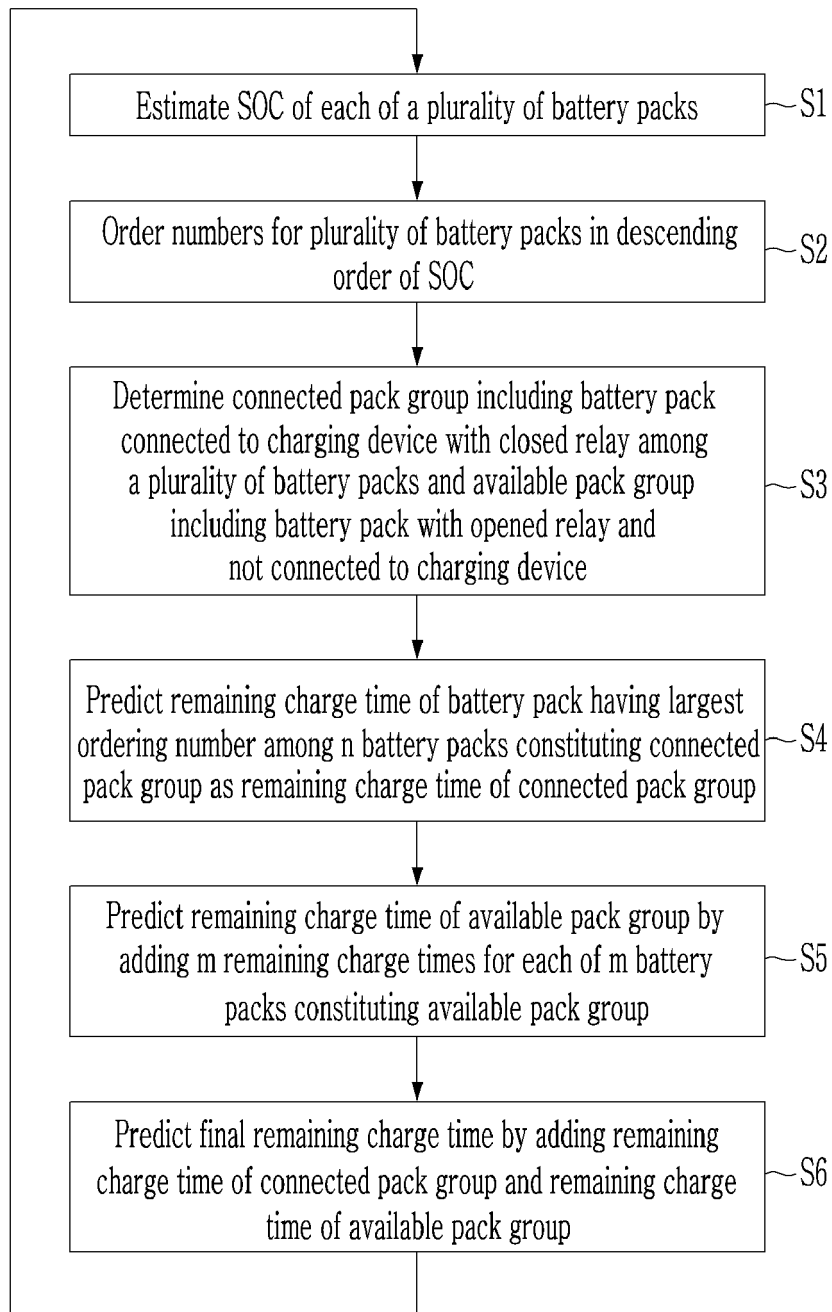 Estimate SOC of each of a plurality of battery packs
S1
Order numbers for plurality of battery packs in descending
order of SOC
S2
Determine connected pack group including battery pack
connected to charging device with closed relay among
a plurality of battery packs and available pack group
including battery pack with opened relay and
not connected to charging device
S3
Predict remaining charge time of battery pack having largest
ordering number among n battery packs constituting connected
pack group as remaining charge time of connected pack group
S4
Predict remaining charge time of available pack group by
adding m remaining charge times for each of m battery
packs constituting available pack group
S5
Predict final remaining charge time by adding remaining
charge time of connected pack group and remaining charge
time of available pack group
S6